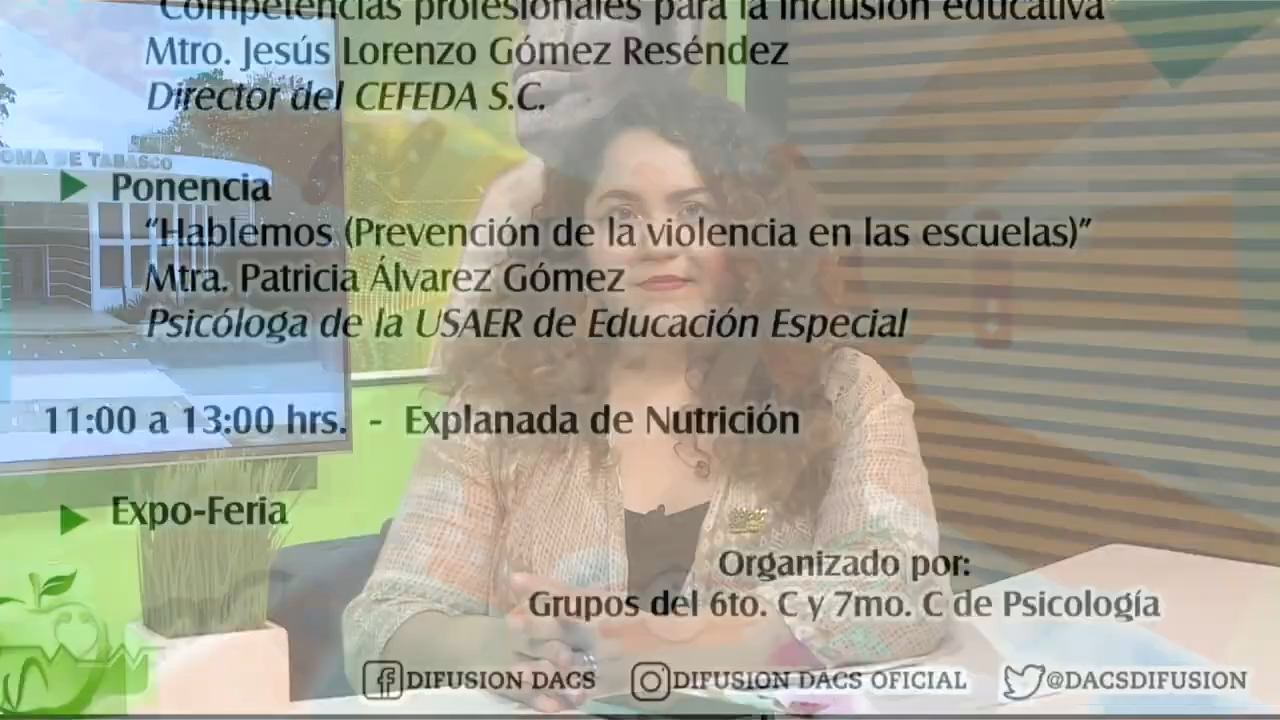 “Competencias profesionales para la inclusión educativa”
Mtro. Jesús Lorenzo Gómez Reséndez
Director del CEFEDA S.C.
OMA DE TABASCO
Ponencia
“Hablemos (Prevención de la violencia en las escuelas)”
Mtra. Patricia Álvarez Gómez
Psicóloga de la USAER de Educación Especial
11:00 a 13:00 hrs. - Explanada de Nutrición
Expo-Feria
Organizado por:
Grupos del 6to. C y 7mo. C de Psicología
DIFUSION DACS
DIFUSION DACS OFICIAL
@DACSDIFUSION